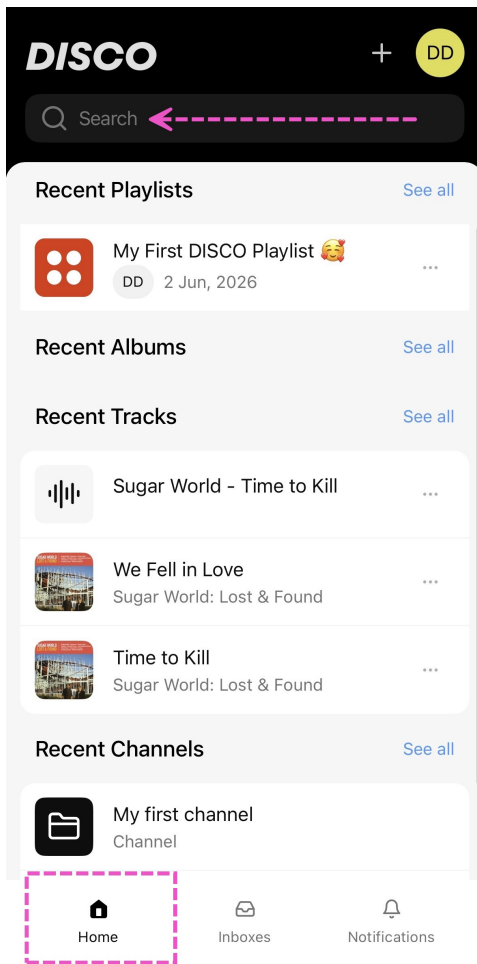 DISCO
DD
Search
Recent Playlists
See all
My First DISCO Playlist 🥰
DD 2 Jun, 2026
Recent Albums
See all
Recent Tracks
See all
Sugar World - Time to Kill
We Fell in Love
Sugar World: Lost & Found
Time to Kill
Sugar World: Lost & Found
Recent Channels
See all
My first channel
Channel
Home
Inboxes
Notifications